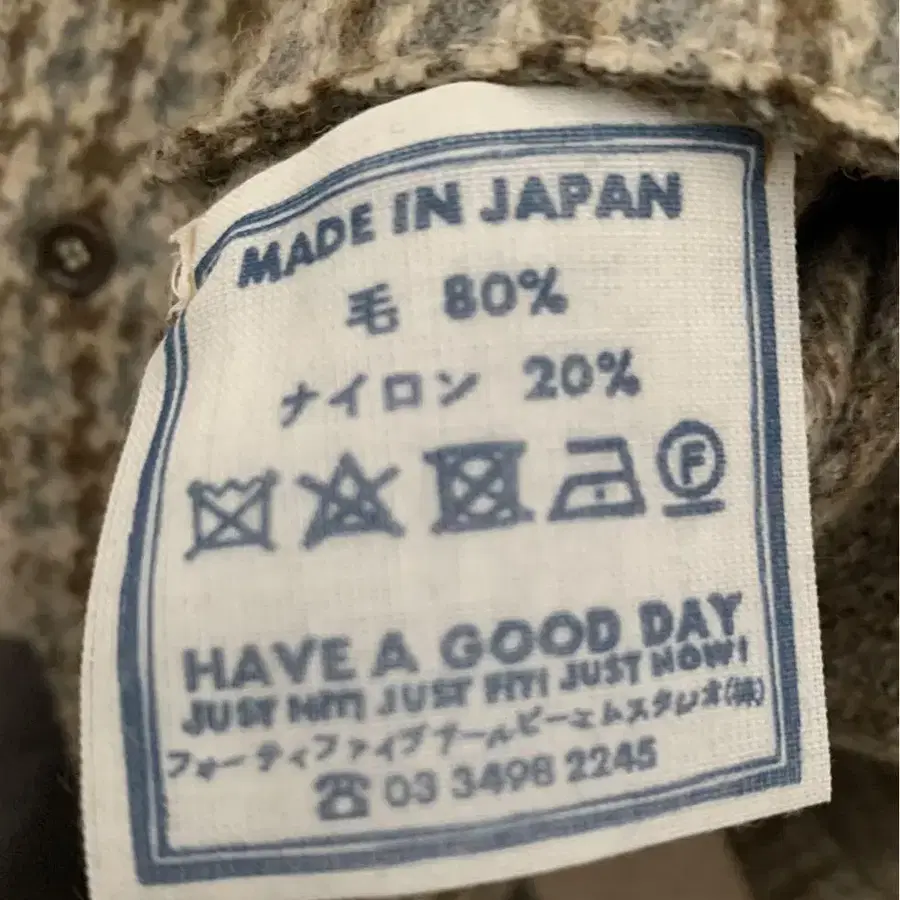 MADE IN JAPAN
毛 80%
ナイロン 20%
F
HAVE A GOOD DAY
JUST HIT! JUST FIT! JUST NOW!
フォーティファイブアールピーエムスタジオ(株)
☎ 03 3498 2245